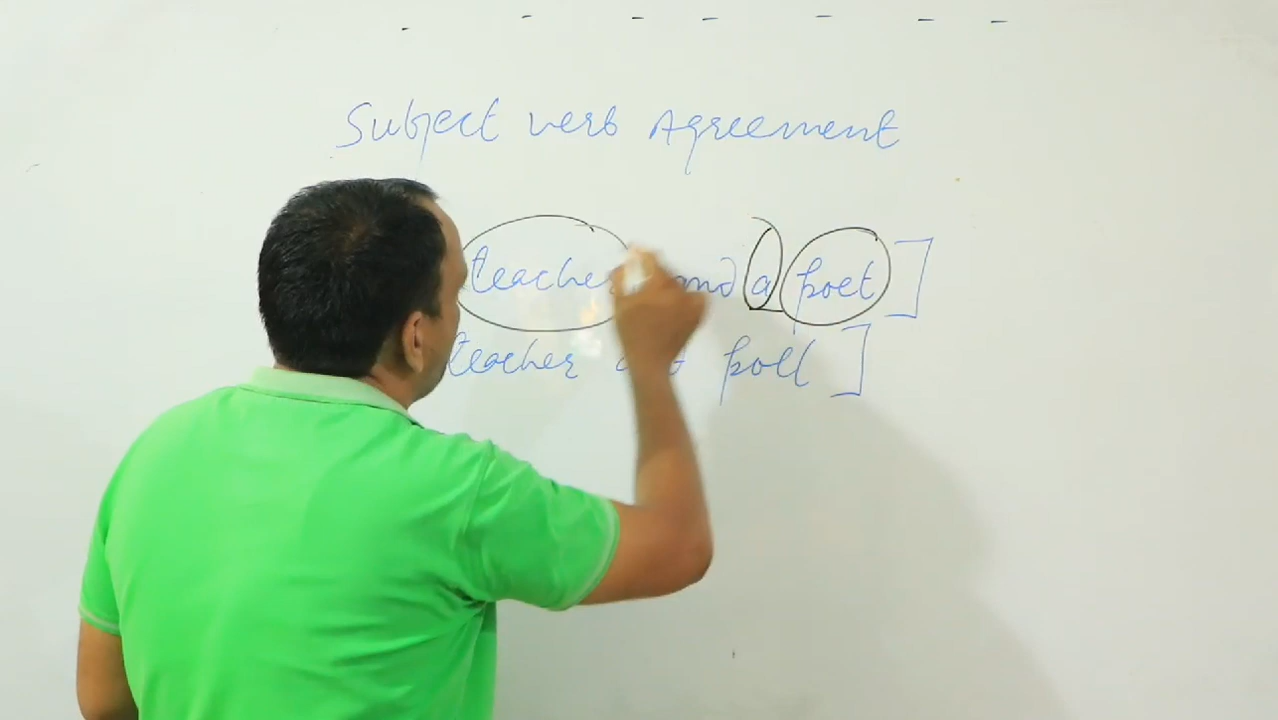 Subject verb Agreement
teacher and a poet ]
teacher poet ]